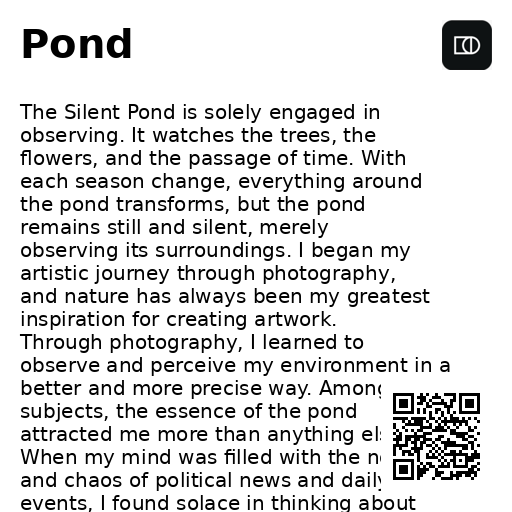 Pond
The Silent Pond is solely engaged in
observing. It watches the trees, the
flowers, and the passage of time. With
each season change, everything around
the pond transforms, but the pond
remains still and silent, merely
observing its surroundings. I began my
artistic journey through photography,
and nature has always been my greatest
inspiration for creating artwork.
Through photography, I learned to
observe and perceive my environment in a
better and more precise way. Among
subjects, the essence of the pond
attracted me more than anything
When my mind was filled with the
and chaos of political news and daily
events, I found solace in thinking about